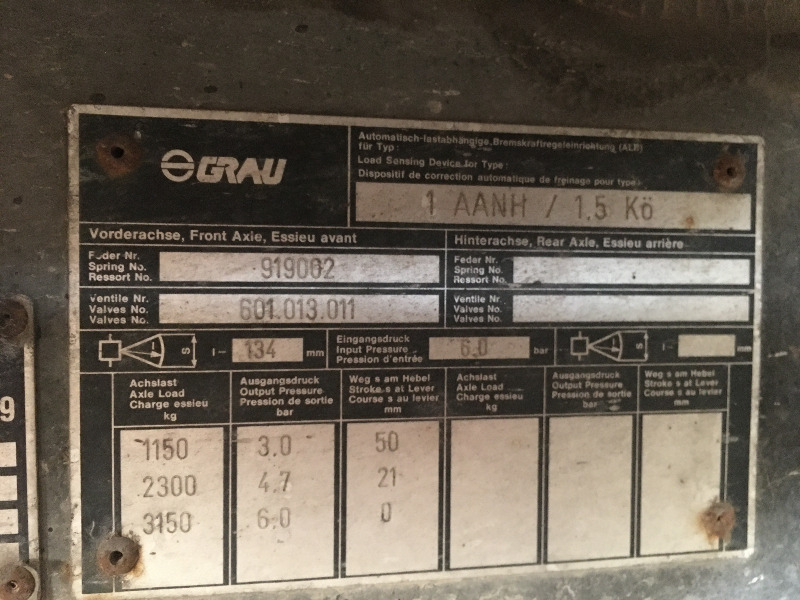 GRAU
Automatisch-lastabhängige Bremskraftregeleinrichtung (ALB)
für Typ:
Load Sensing Device for Type:
Dispositif de correction automatique de freinage pour type:
1 AANH / 1,5 Kö
Vorderachse, Front Axle, Essieu avant
Hinterachse, Rear Axle, Essieu arrière
Feder Nr.
Spring No.
Ressort No.
919002
Feder Nr.
Spring No.
Ressort No.
Ventile Nr.
Valves No.
Valves No.
601.013.011
Ventile Nr.
Valves No.
Valves No.
s
l = 134 mm
Eingangsdruck
Input Pressure
Pression d'entrée
6.0 bar
s
l = mm
Achslast
Axle Load
Charge essieu
kg
Ausgangsdruck
Output Pressure
Pression de sortie
bar
Weg s am Hebel
Stroke s at Lever
Course s au levier
mm
Achslast
Axle Load
Charge essieu
kg
Ausgangsdruck
Output Pressure
Pression de sortie
bar
Weg s am Hebel
Stroke s at Lever
Course s au levier
mm
1150 3.0 50
2300 4.7 21
3150 6.0 0
9